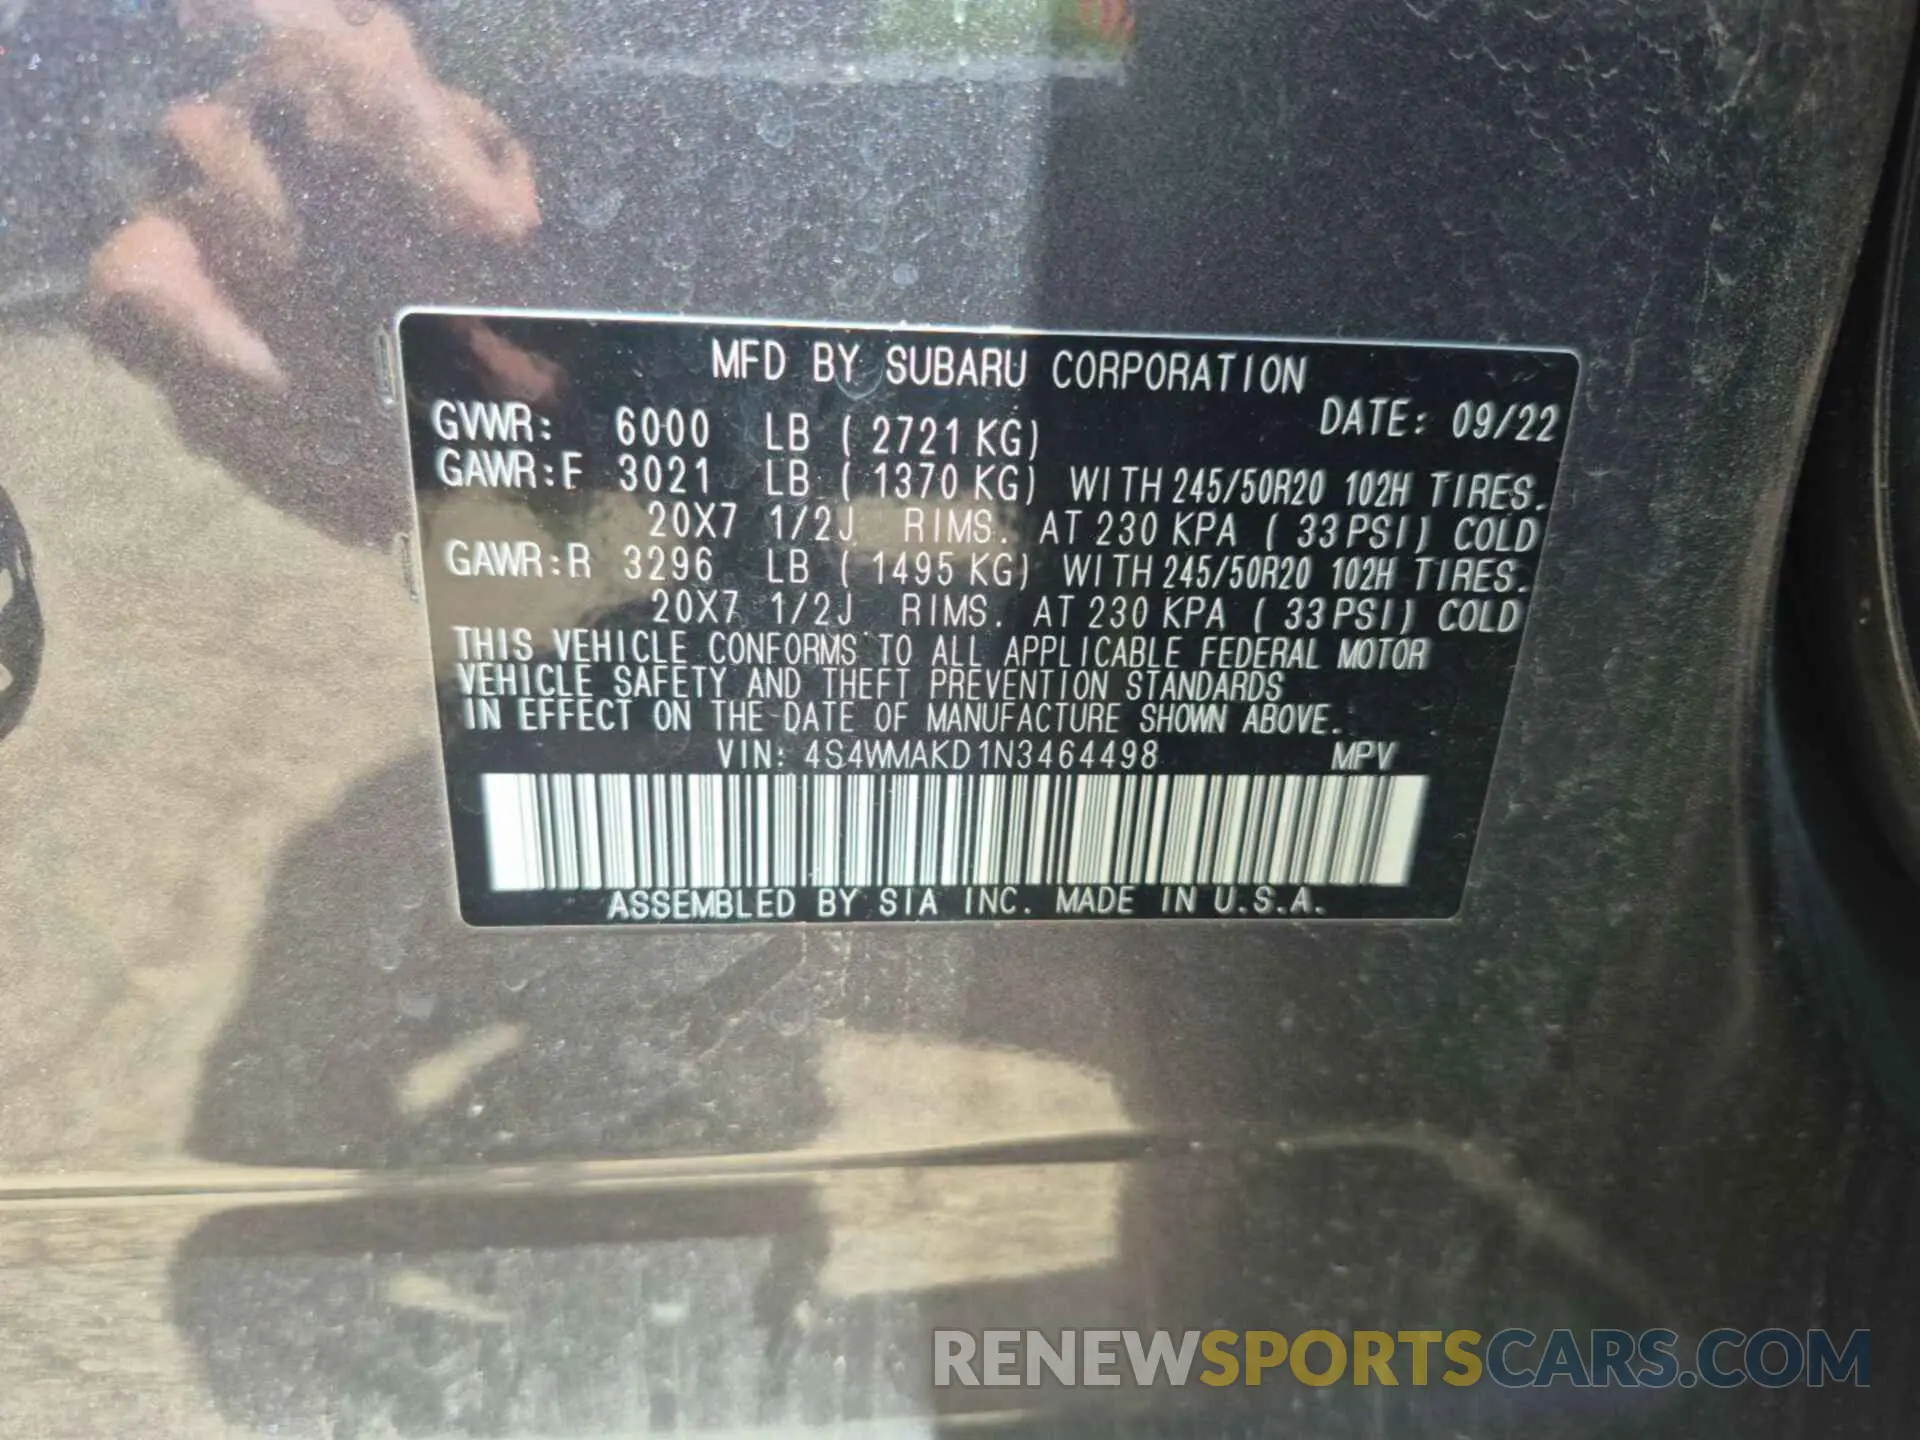 MFD BY SUBARU CORPORATION
DATE: 09/22
GVWR: 6000 LB ( 2721 KG)
GAWR:F 3021 LB ( 1370 KG) WITH 245/50R20 102H TIRES.
20X7 1/2J RIMS. AT 230 KPA ( 33 PSI) COLD
GAWR:R 3296 LB ( 1495 KG) WITH 245/50R20 102H TIRES.
20X7 1/2J RIMS. AT 230 KPA ( 33 PSI) COLD
THIS VEHICLE CONFORMS TO ALL APPLICABLE FEDERAL MOTOR
VEHICLE SAFETY AND THEFT PREVENTION STANDARDS
IN EFFECT ON THE DATE OF MANUFACTURE SHOWN ABOVE.
VIN: 4S4WMAKD1N3464498 MPV
ASSEMBLED BY SIA INC. MADE IN U.S.A.
RENEWSPORTSCARS.COM